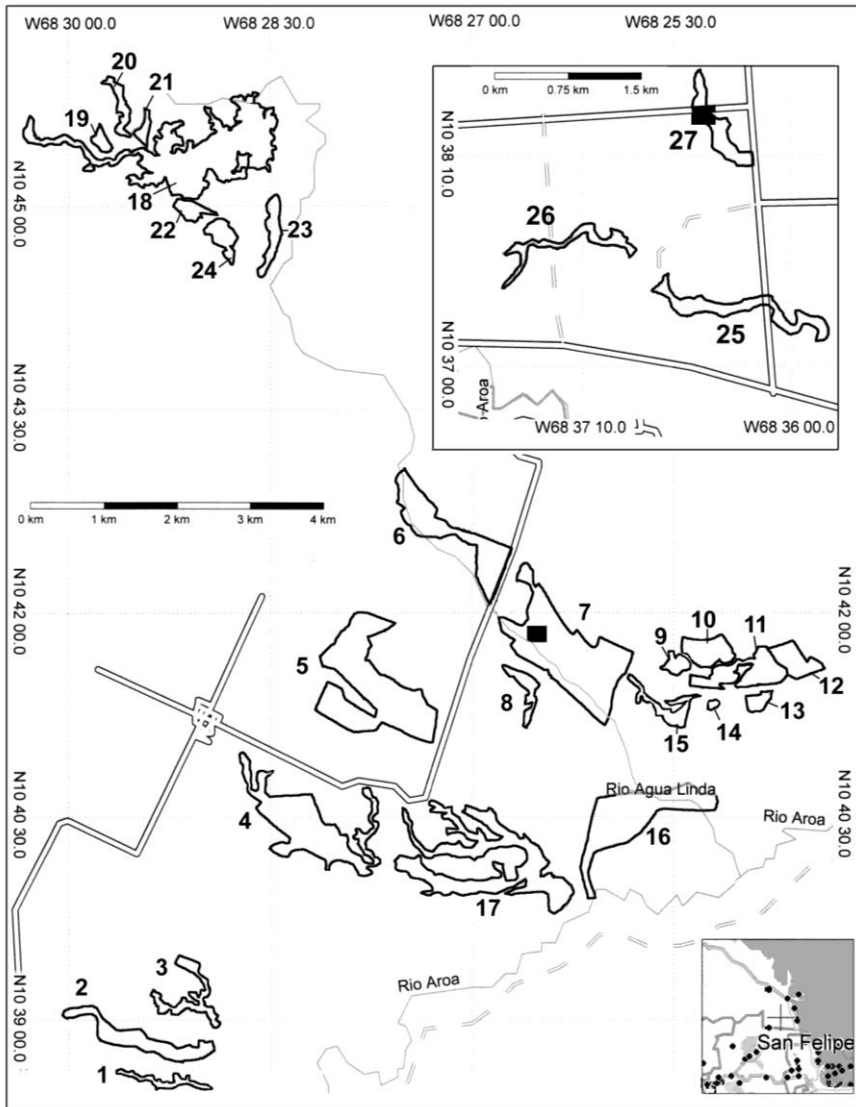 W68 30 00.0 W68 28 30.0 W68 27 00.0 W68 25 30.0
20
21
19
18
22
23
24
N10 45 00.0
N10 43 30.0
0 km 0.75 km 1.5 km
27
N10 38 10.0
26
25
N10 37 00.0
Rio Aroa
W68 37 10.0 W68 36 00.0
0 km 1 km 2 km 3 km 4 km
6
N10 42 00.0 N10 42 00.0
7
5
8
9
10
11
12
13
14
15
Rio Agua Linda
Rio Aroa
16
4
N10 40 30.0 N10 40 30.0
17
3
2
Rio Aroa
N10 39 00.0
1
San Felipe